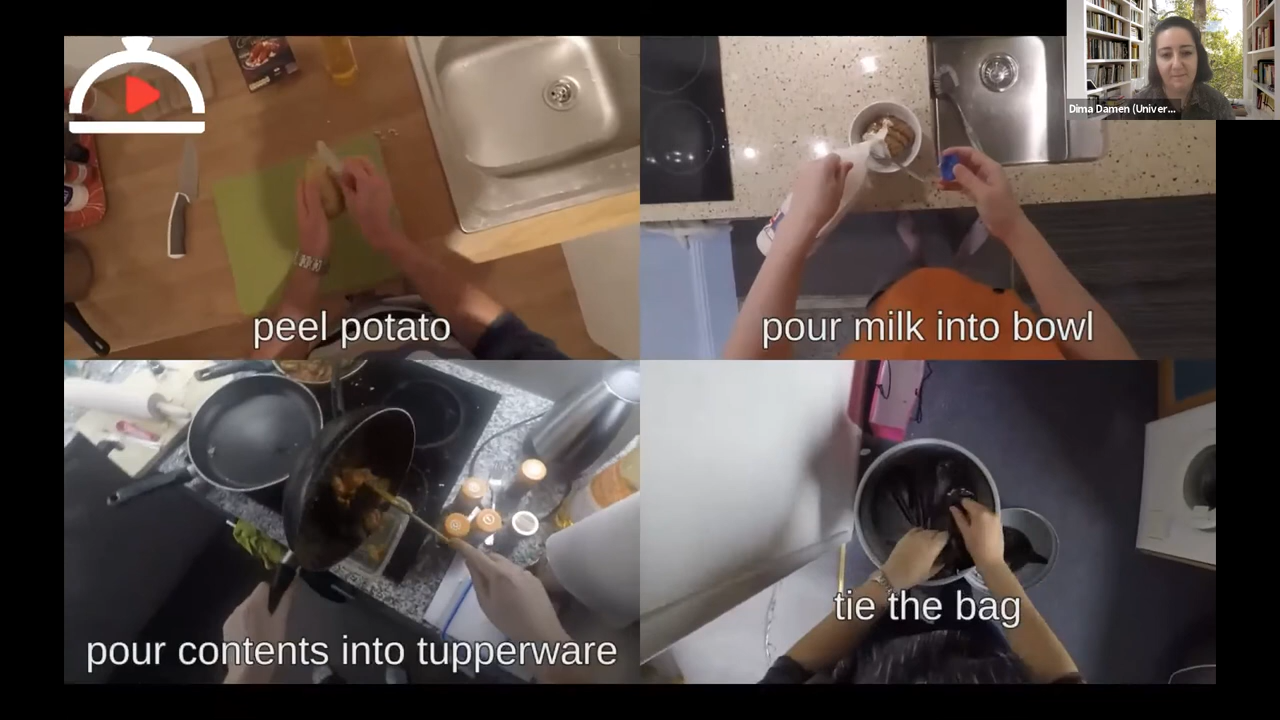 Dima Damen (Univer...
peel potato
pour milk into bowl
pour contents into tupperware
tie the bag